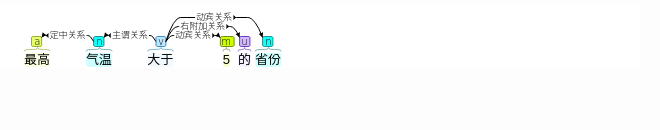 动宾关系
右附加关系
定中关系 主谓关系 动宾关系
a n v m u n
最高 气温 大于 5 的 省份